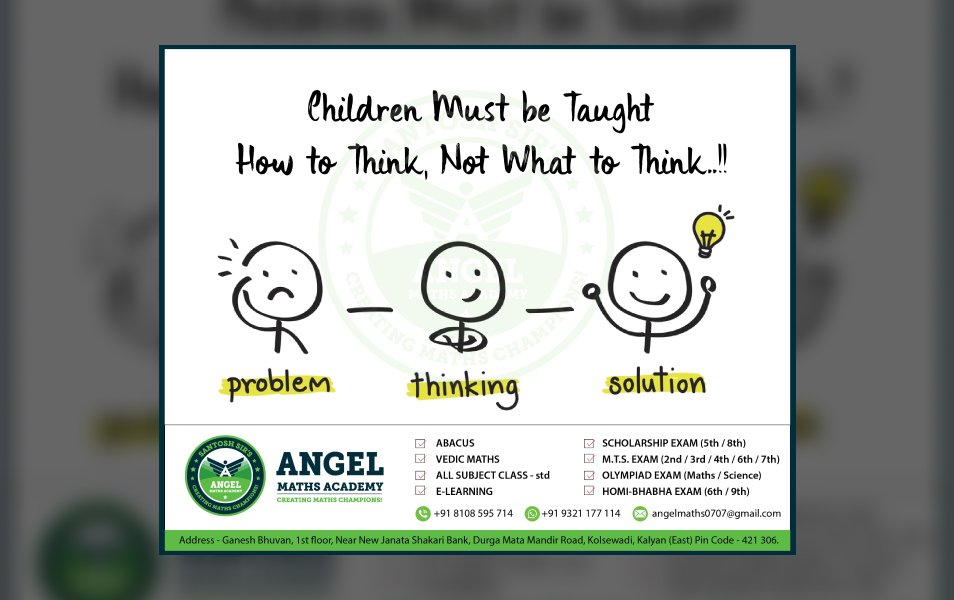 Children Must be Taught
How to Think, Not What to Think..!!
problem
thinking
solution
SANTOSH SIR'S
ANGEL
MATHS ACADEMY
CREATING MATHS CHAMPIONS!
ANGEL
MATHS ACADEMY
CREATING MATHS CHAMPIONS!
ABACUS
VEDIC MATHS
ALL SUBJECT CLASS - std
E-LEARNING
SCHOLARSHIP EXAM (5th / 8th)
M.T.S. EXAM (2nd / 3rd / 4th / 6th / 7th)
OLYMPIAD EXAM (Maths / Science)
HOMI-BHABHA EXAM (6th / 9th)
+91 8108 595 714
+91 9321 177 114
angelmaths0707@gmail.com
Address - Ganesh Bhuvan, 1st floor, Near New Janata Shakari Bank, Durga Mata Mandir Road, Kolsewadi, Kalyan (East) Pin Code - 421 306.